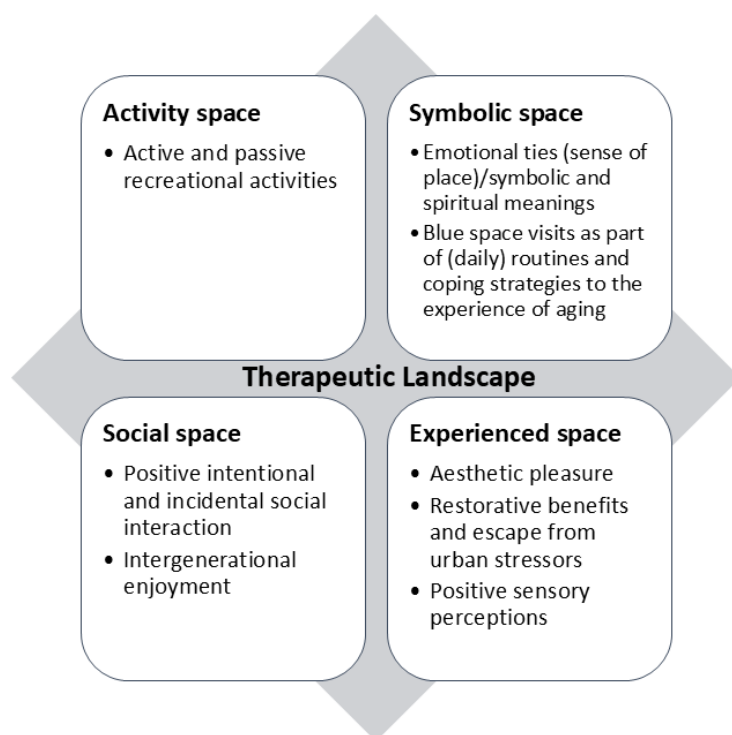 Activity space
• Active and passive
recreational activities
Symbolic space
• Emotional ties (sense of
place)/symbolic and
spiritual meanings
• Blue space visits as part
of (daily) routines and
coping strategies to the
experience of aging
Therapeutic Landscape
Social space
• Positive intentional
and incidental social
interaction
• Intergenerational
enjoyment
Experienced space
• Aesthetic pleasure
• Restorative benefits
and escape from
urban stressors
• Positive sensory
perceptions